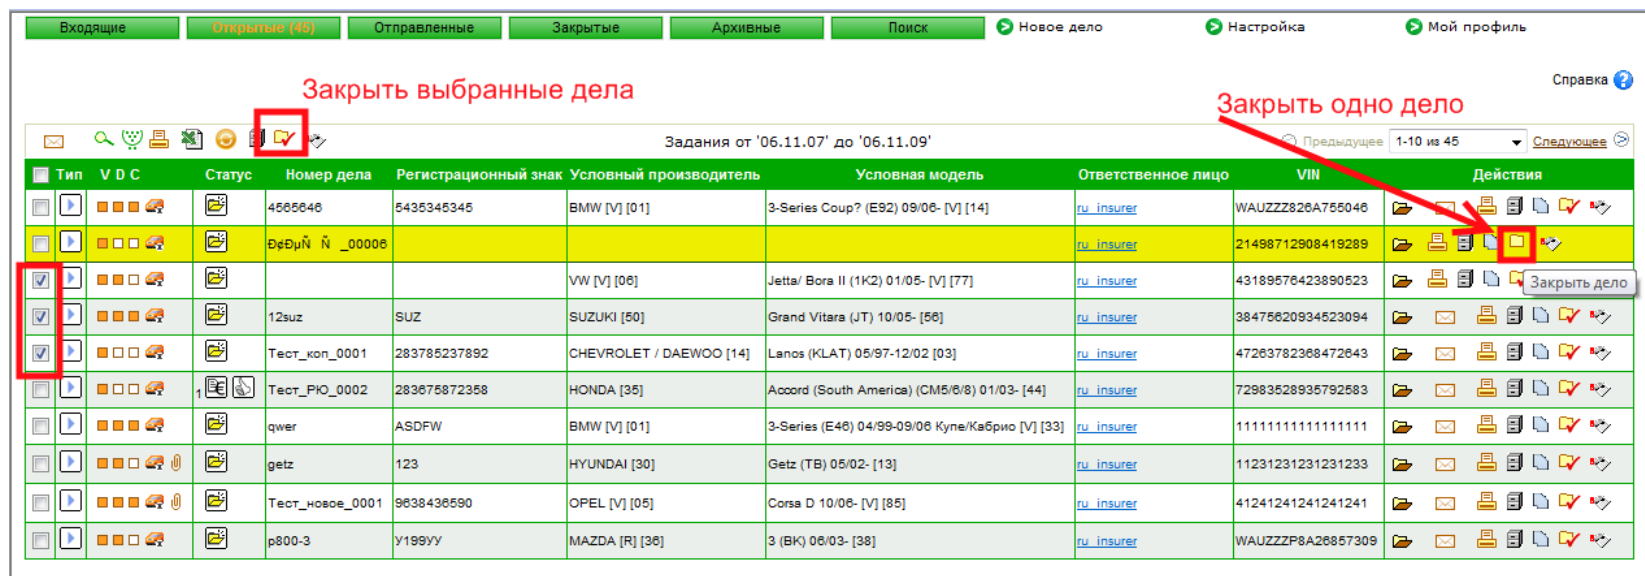 Входящие Открытые (45) Отправленные Закрытые Архивные Поиск Новое дело Настройка Мой профиль
Справка
Закрыть выбранные дела
Закрыть одно дело
Задания от '06.11.07' до '06.11.09' Предыдущее 1-10 из 45 Следующее
Тип V D C Статус Номер дела Регистрационный знак Условный производитель Условная модель Ответственное лицо VIN Действия
4565646 5435345345 BMW [V] [01] 3-Series Coup? (E92) 09/06- [V] [14] ru_insurer WAUZZZ826A755046
ÐøÐµÑ Ñ _00006 ru_insurer 21498712908419289
VW [V] [06] Jetta/ Bora II (1K2) 01/05- [V] [77] ru_insurer 43189576423890523
Закрыть дело
12suz SUZ SUZUKI [50] Grand Vitara (JT) 10/05- [56] ru_insurer 38475620934523094
Тест_коп_0001 283785237892 CHEVROLET / DAEWOO [14] Lanos (KLAT) 05/97-12/02 [03] ru_insurer 47263782368472643
1 Тест_РЮ_0002 283675872358 HONDA [35] Accord (South America) (CM5/6/8) 01/03- [44] ru_insurer 72983528935792583
qwer ASDFW BMW [V] [01] 3-Series (E46) 04/99-09/06 Купе/Кабрио [V] [33] ru_insurer 11111111111111111
getz 123 HYUNDAI [30] Getz (TB) 05/02- [13] ru_insurer 11231231231231233
Тест_новое_0001 9638436590 OPEL [V] [05] Corsa D 10/06- [V] [85] ru_insurer 41241241241241241
p800-3 У199УУ MAZDA [R] [36] 3 (BK) 06/03- [38] ru_insurer WAUZZZP8A26857309